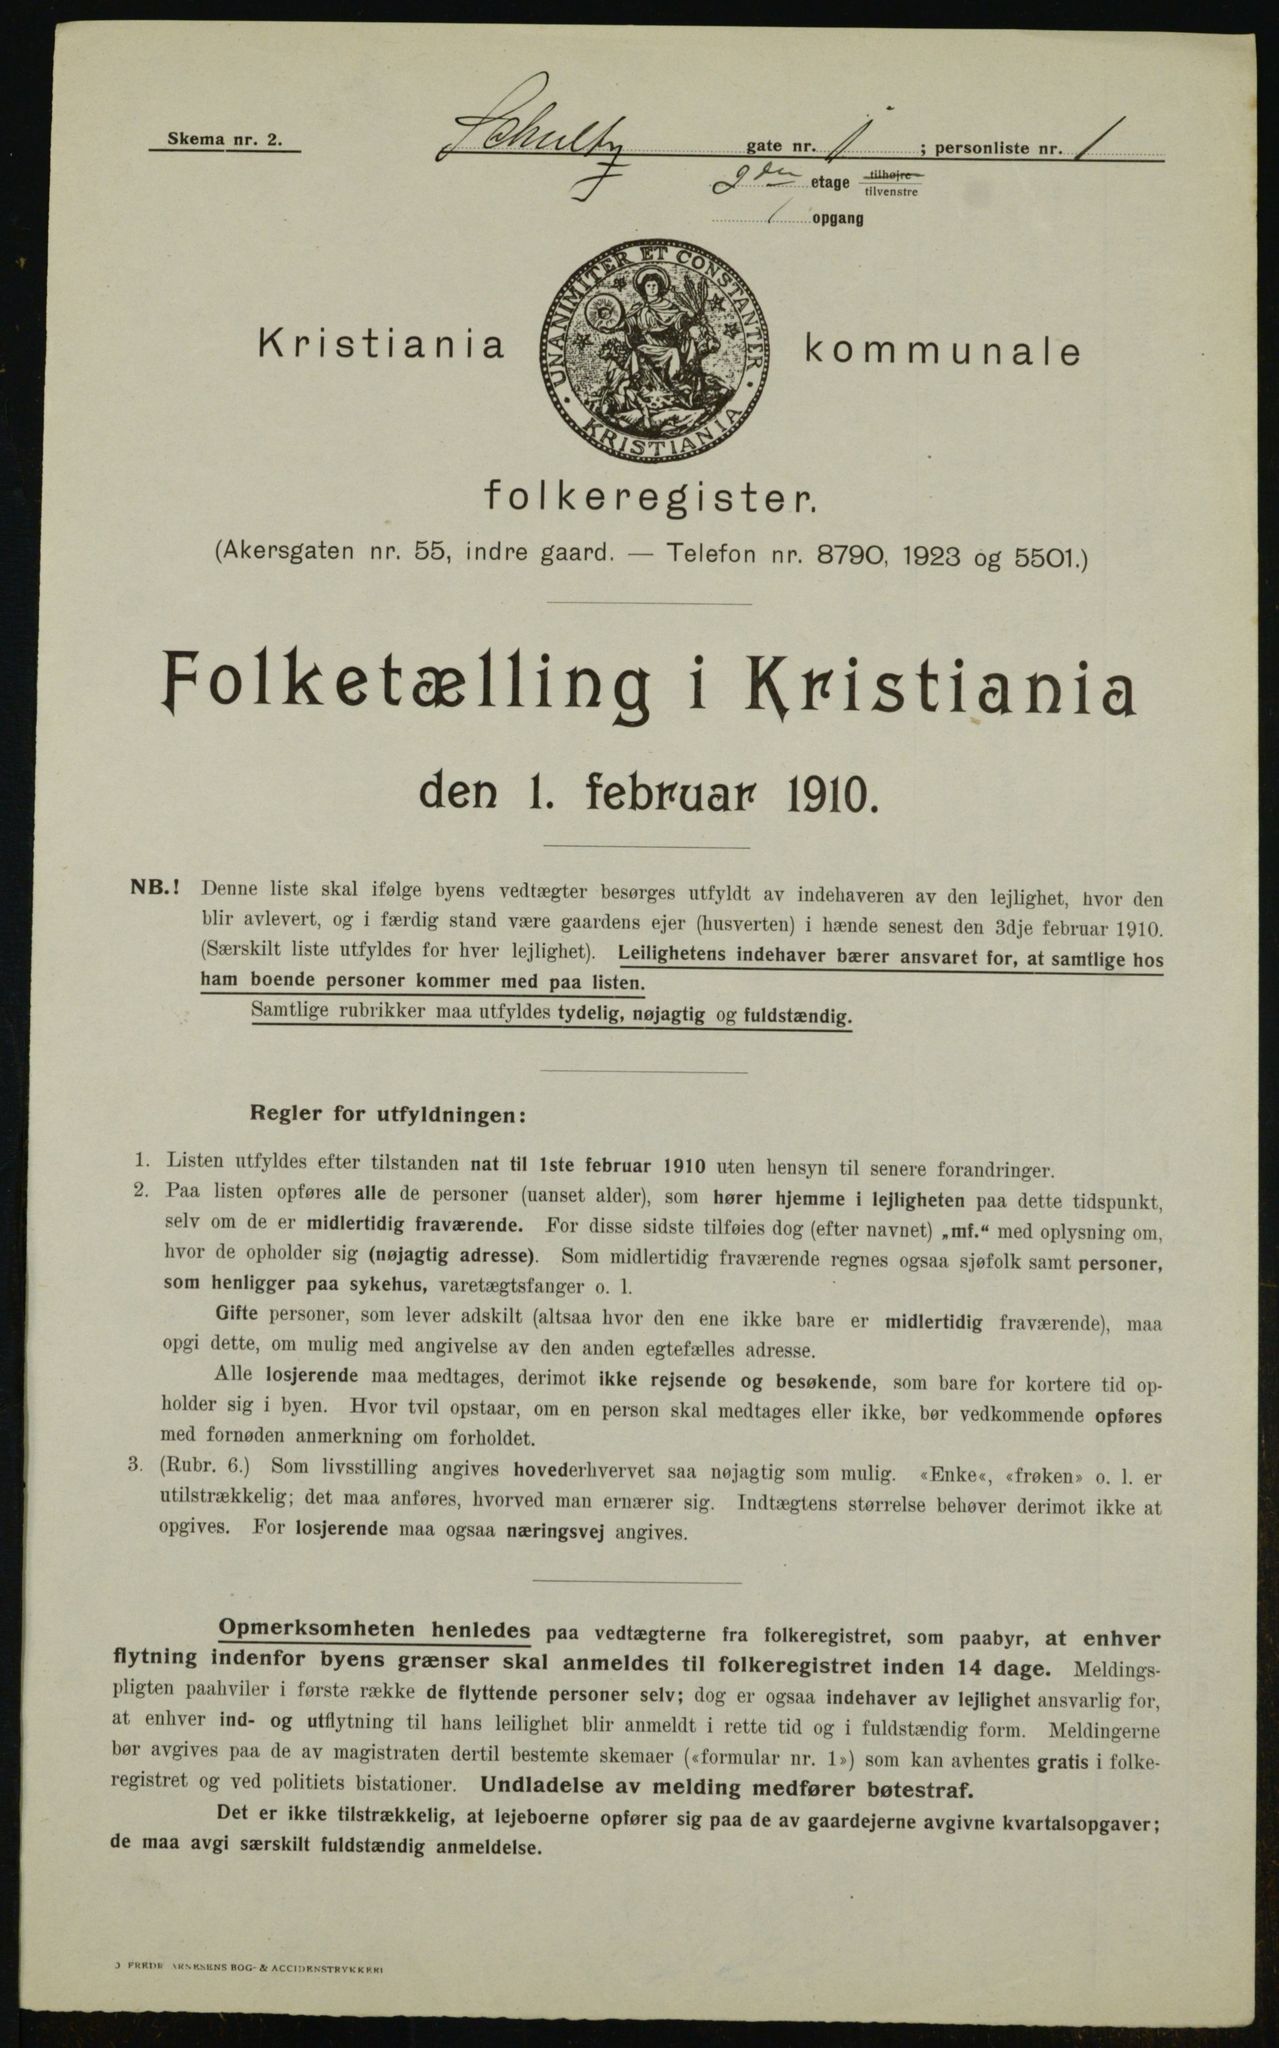 Skema nr. 2.
Schultz gate nr. 1 ; personliste nr. 1
2den etage tilhøjre
tilvenstre
1 opgang
UNANIMITER ET CONSTANTER
KRISTIANIA
Kristiania kommunale
folkeregister.
(Akersgaten nr. 55, indre gaard. — Telefon nr. 8790, 1923 og 5501.)
Folketælling i Kristiania
den 1. februar 1910.
NB.! Denne liste skal ifølge byens vedtægter besørges utfyldt av indehaveren av den lejlighet, hvor den
blir avlevert, og i færdig stand være gaardens ejer (husverten) i hænde senest den 3dje februar 1910.
(Særskilt liste utfyldes for hver lejlighet). Leilighetens indehaver bærer ansvaret for, at samtlige hos
ham boende personer kommer med paa listen.
Samtlige rubrikker maa utfyldes tydelig, nøjagtig og fuldstændig.
Regler for utfyldningen:
1. Listen utfyldes efter tilstanden nat til 1ste februar 1910 uten hensyn til senere forandringer.
2. Paa listen opføres alle de personer (uanset alder), som hører hjemme i lejligheten paa dette tidspunkt,
selv om de er midlertidig fraværende. For disse sidste tilføies dog (efter navnet) „mf.“ med oplysning om,
hvor de opholder sig (nøjagtig adresse). Som midlertidig fraværende regnes ogsaa sjøfolk samt personer,
som henligger paa sykehus, varetægtsfanger o. l.
Gifte personer, som lever adskilt (altsaa hvor den ene ikke bare er midlertidig fraværende), maa
opgi dette, om mulig med angivelse av den anden egtefælles adresse.
Alle losjerende maa medtages, derimot ikke rejsende og besøkende, som bare for kortere tid op-
holder sig i byen. Hvor tvil opstaar, om en person skal medtages eller ikke, bør vedkommende opføres
med fornøden anmerkning om forholdet.
3. (Rubr. 6.) Som livsstilling angives hovederhvervet saa nøjagtig som mulig. «Enke«, «frøken» o. l. er
utilstrækkelig; det maa anføres, hvorved man ernærer sig. Indtægtens størrelse behøver derimot ikke at
opgives. For losjerende maa ogsaa næringsvej angives.
Opmerksomheten henledes paa vedtægterne fra folkeregistret, som paabyr, at enhver
flytning indenfor byens grænser skal anmeldes til folkeregistret inden 14 dage. Meldings-
pligten paahviler i første række de flyttende personer selv; dog er ogsaa indehaver av lejlighet ansvarlig for,
at enhver ind- og utflytning til hans leilighet blir anmeldt i rette tid og i fuldstændig form. Meldingerne
bør avgives paa de av magistraten dertil bestemte skemaer («formular nr. 1») som kan avhentes gratis i folke-
registret og ved politiets bistationer. Undladelse av melding medfører bøtestraf.
Det er ikke tilstrækkelig, at lejeboerne opfører sig paa de av gaardejerne avgivne kvartalsopgaver;
de maa avgi særskilt fuldstændig anmeldelse.
FREDR ARNESENS BOG- & ACCIDENSTRYKKERI